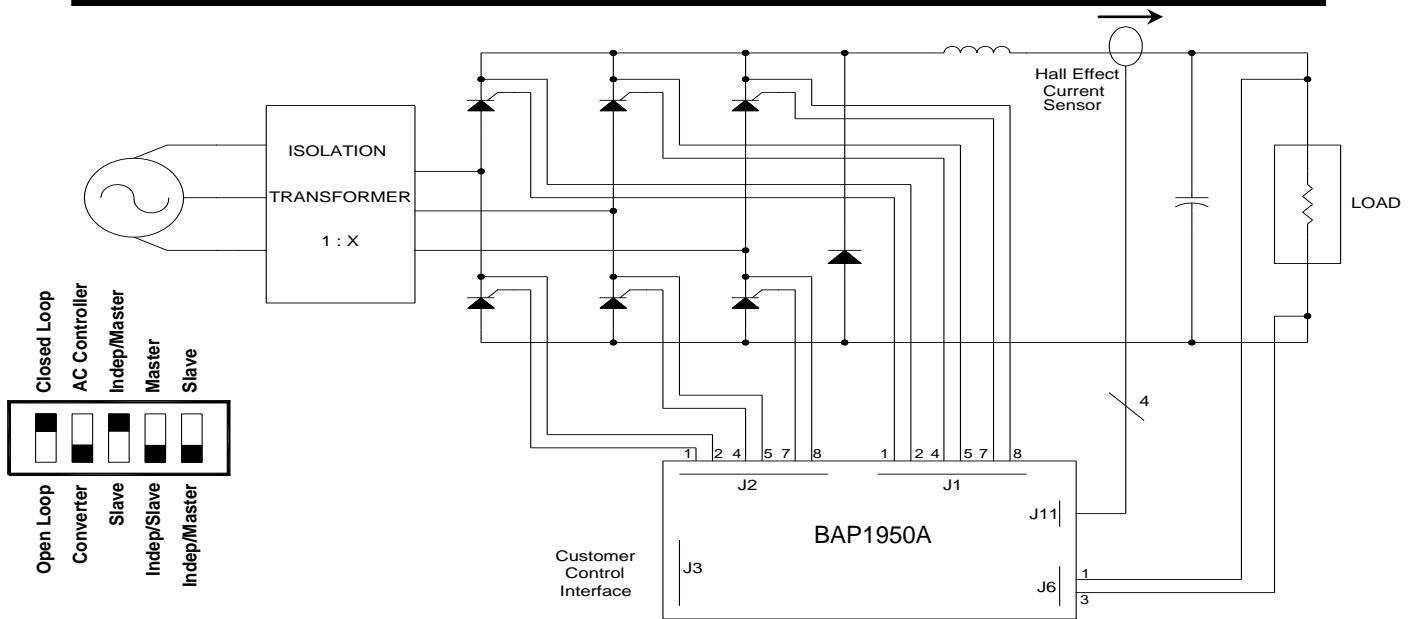 Hall Effect
Current
Sensor
ISOLATION
TRANSFORMER
1 : X
LOAD
Closed Loop
AC Controller
Indep/Master
Master
Slave
Open Loop
Converter
Slave
Indep/Slave
Indep/Master
4
1 2 4 5 7 8
J2
1 2 4 5 7 8
J1
J11
BAP1950A
Customer
Control
Interface
J3
J6
1
3